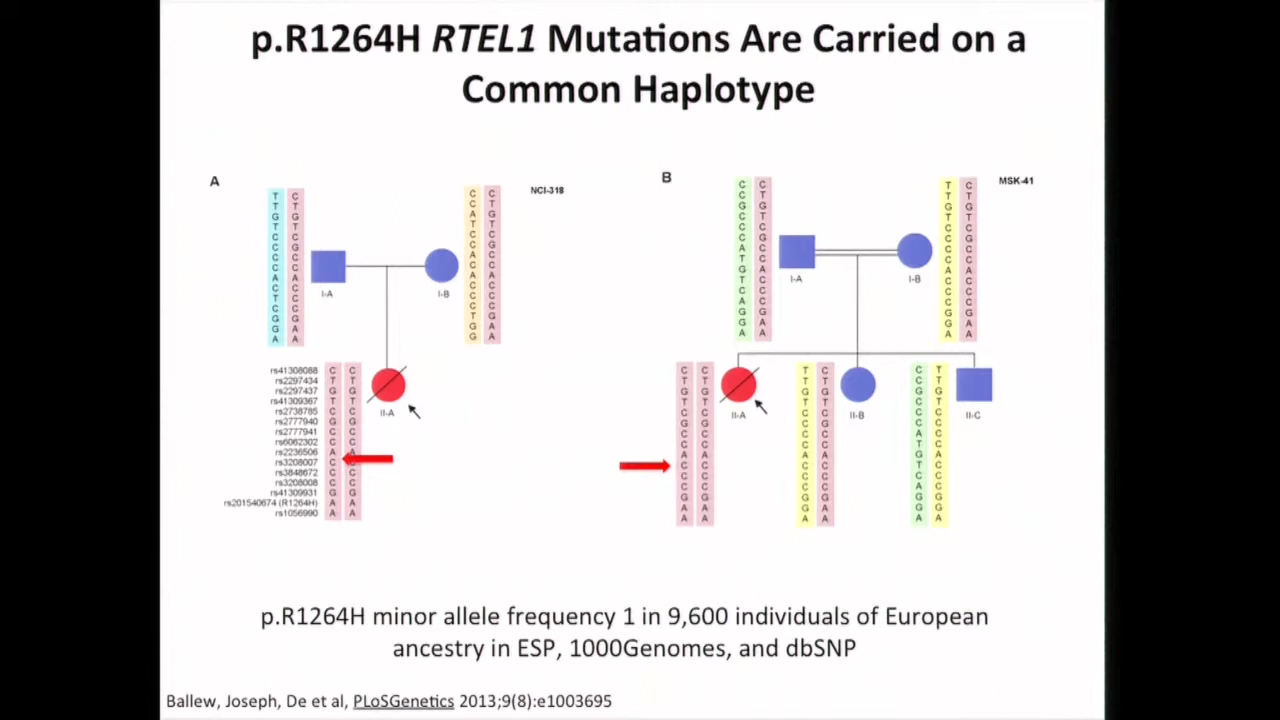 p.R1264H RTEL1 Mutations Are Carried on a
Common Haplotype
A
NCI-318
T C
T T
G G
T T
C C
C G
C C
C C
A A
C C
T C
C C
G G
G A
A A
I-A
I-B
C C
C T
A G
T T
C C
C G
A C
C C
A A
C C
C C
C C
T G
G A
G A
rs41308088 C C
rs2297434 T T
rs2297437 G G
rs41309367 T T
rs2738785 C C
rs2777940 G G
rs2777941 C C
rs6062302 C C
rs2236506 A A
rs3208007 C C
rs3848672 C C
rs3208008 C C
rs41309931 G G
rs201540674 (R1264H) A A
rs1056990 A A
II-A
B
MSK-41
C C
C T
G G
C T
C C
C G
A C
T C
G A
T C
C C
A C
G G
G A
A A
I-A
I-B
T C
T T
G G
T T
C C
C G
C C
C C
A A
C C
C C
C C
G G
G A
A A
C C
T T
G G
T T
C C
G G
C C
C C
A A
C C
C C
C C
G G
A A
A A
II-A
T C
T T
G G
T T
C C
C G
C C
C C
A A
C C
C C
C C
G G
G A
A A
II-B
C T
C T
G G
C T
C C
C C
A C
T C
G A
T C
C C
A C
G G
G G
A A
II-C
p.R1264H minor allele frequency 1 in 9,600 individuals of European
ancestry in ESP, 1000Genomes, and dbSNP
Ballew, Joseph, De et al, PLoSGenetics 2013;9(8):e1003695